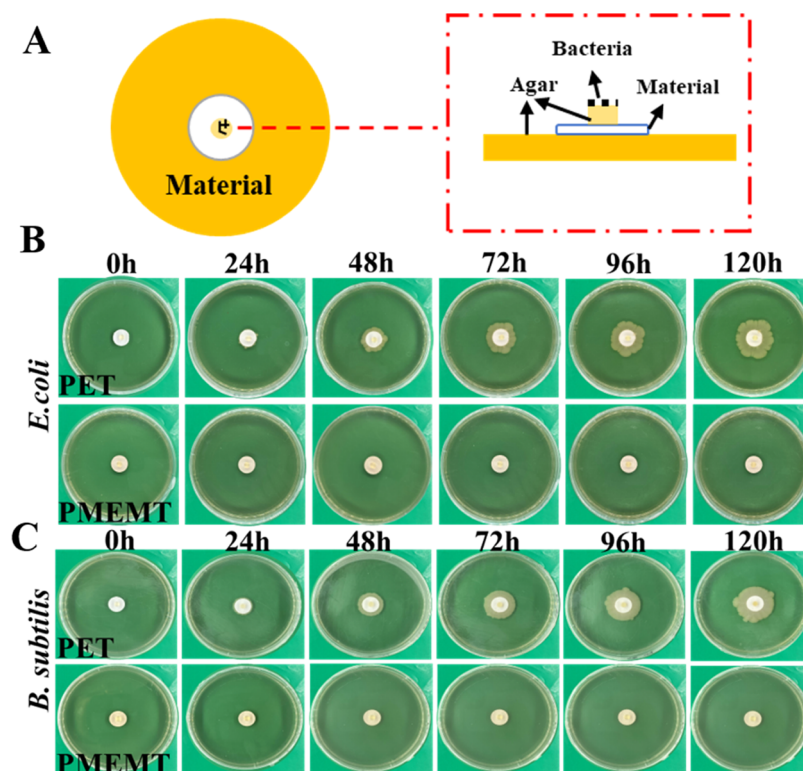 A
Bacteria
Agar
Material
Material
B
0h 24h 48h 72h 96h 120h
E.coli
PET
PMEMT
C
0h 24h 48h 72h 96h 120h
B. subtilis
PET
PMEMT